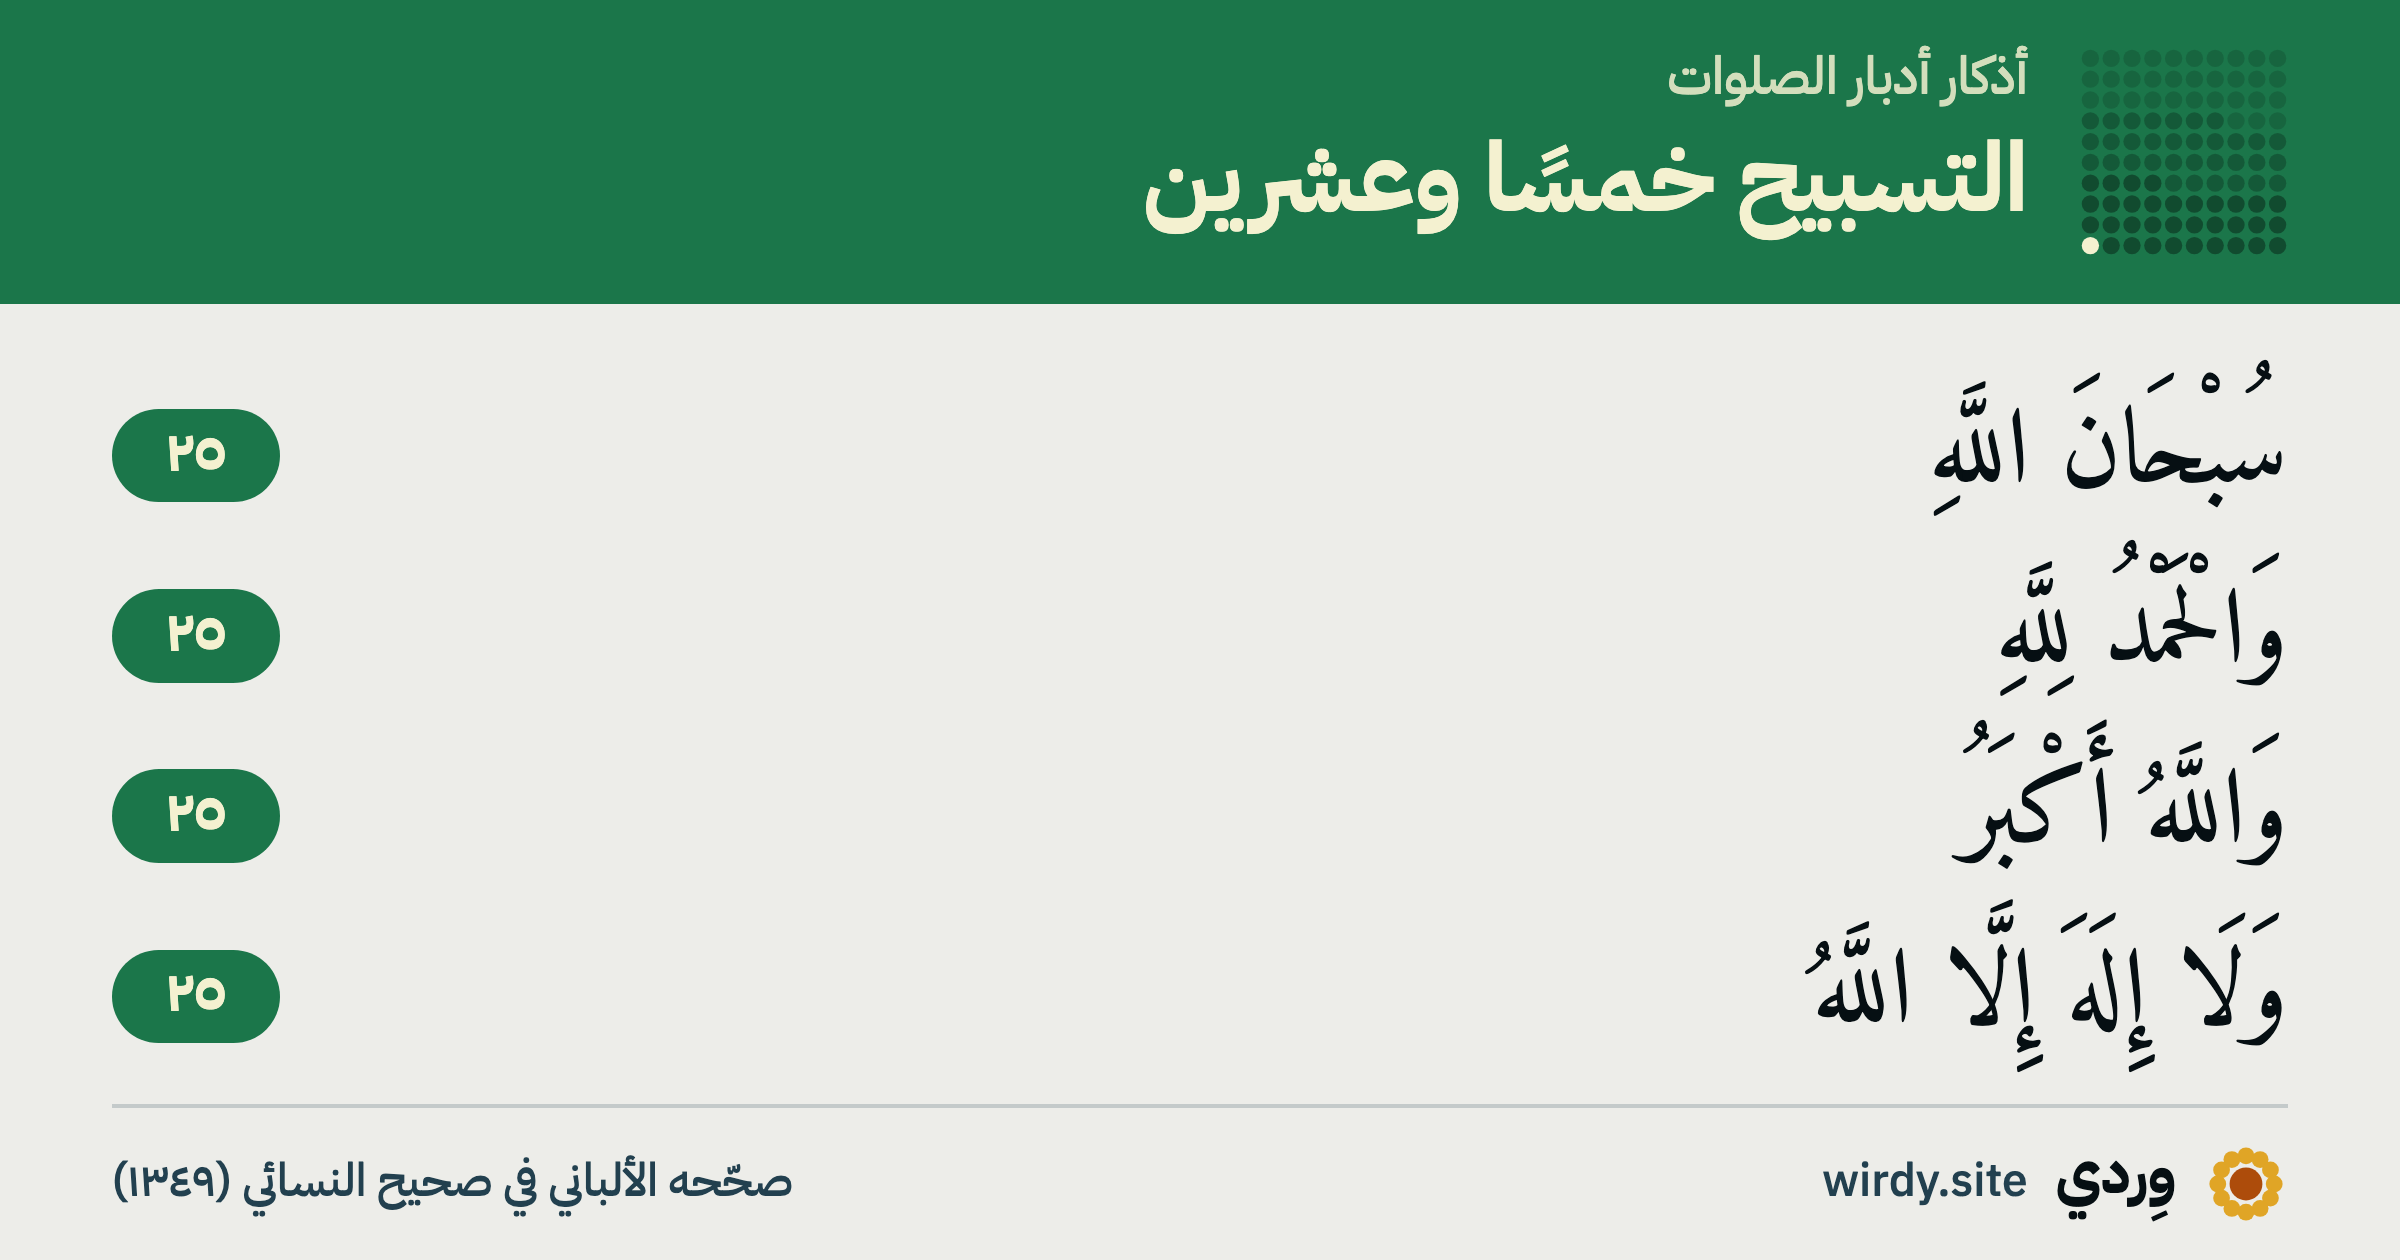 أذكار أدبار الصلوات
التسبيح خمسًا وعشرين
سُبْحَانَ اللَّهِ
٢٥
وَالْحَمْدُ لِلَّهِ
٢٥
وَاللَّهُ أَكْبَرُ
٢٥
وَلَا إِلَهَ إِلَّا اللَّهُ
٢٥
وِردي wirdy.site
صحّحه الألباني في صحيح النسائي (١٣٤٩)